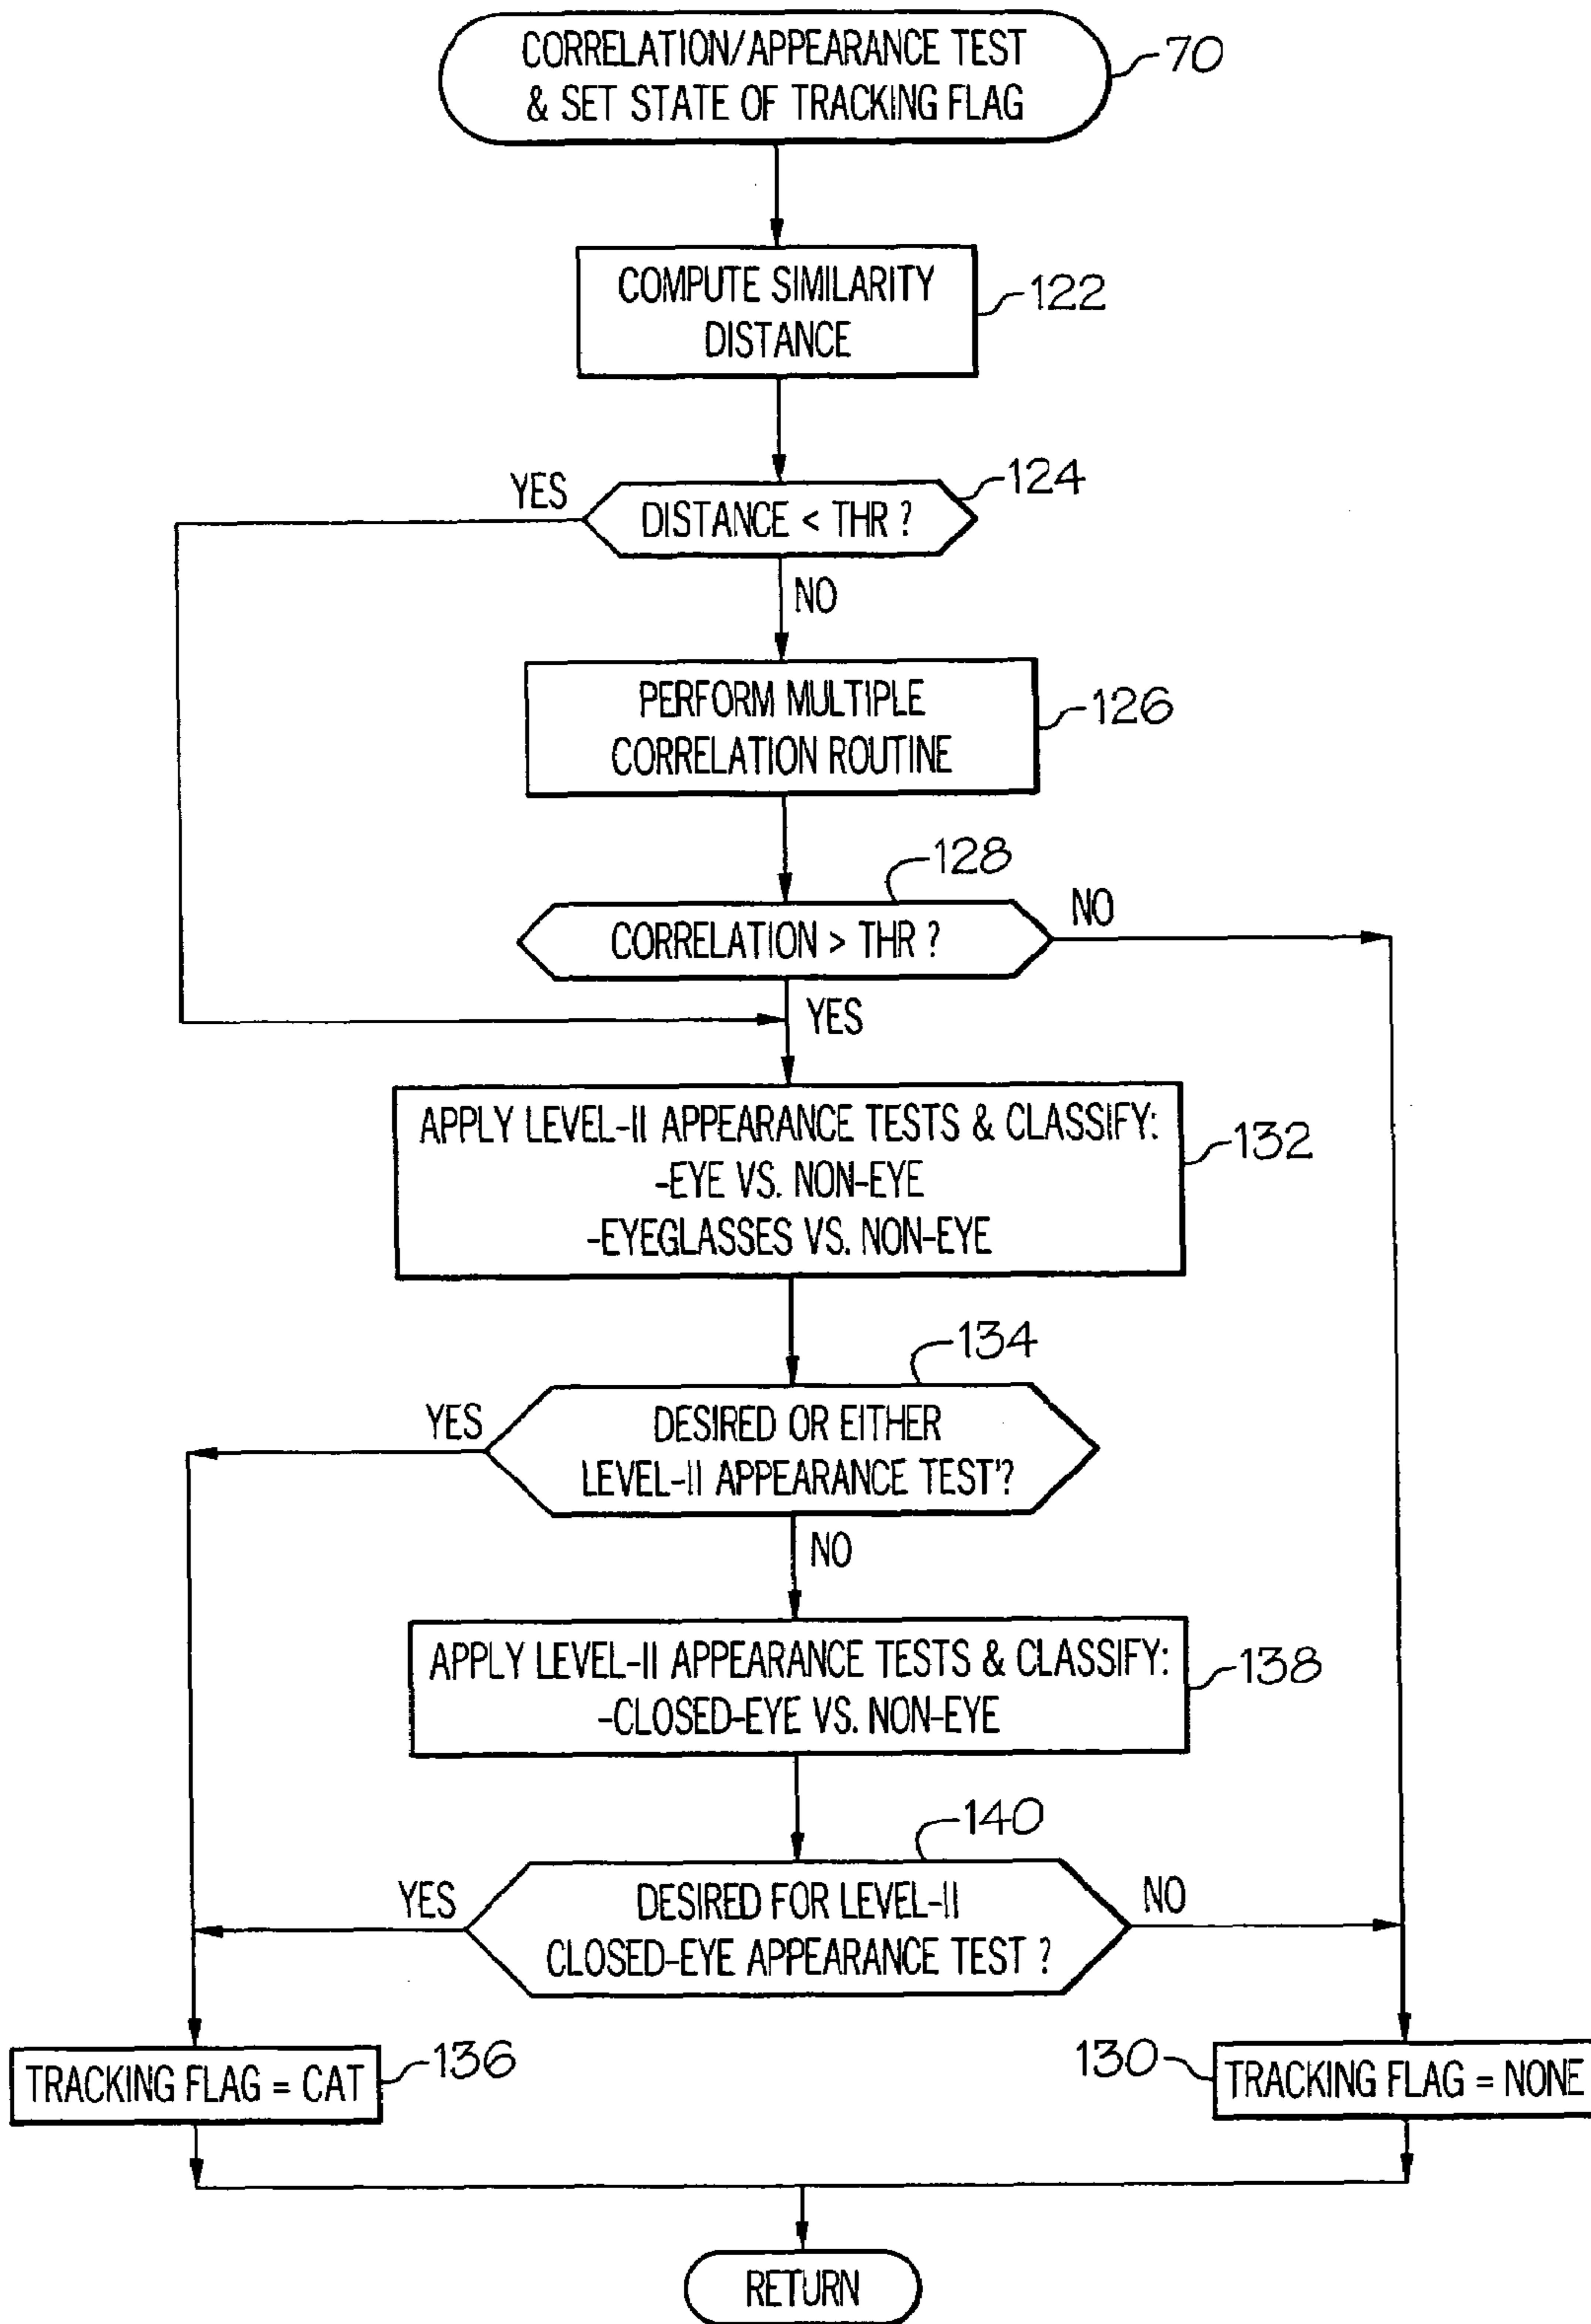 CORRELATION/APPEARANCE TEST
& SET STATE OF TRACKING FLAG
70
COMPUTE SIMILARITY
DISTANCE
122
YES
DISTANCE < THR ?
124
NO
PERFORM MULTIPLE
CORRELATION ROUTINE
126
128
CORRELATION > THR ?
NO
YES
APPLY LEVEL-II APPEARANCE TESTS & CLASSIFY:
-EYE VS. NON-EYE
-EYEGLASSES VS. NON-EYE
132
134
YES
DESIRED OR EITHER
LEVEL-II APPEARANCE TEST'?
NO
APPLY LEVEL-II APPEARANCE TESTS & CLASSIFY:
-CLOSED-EYE VS. NON-EYE
138
140
YES
DESIRED FOR LEVEL-II
CLOSED-EYE APPEARANCE TEST ?
NO
TRACKING FLAG = CAT
136
130
TRACKING FLAG = NONE
RETURN